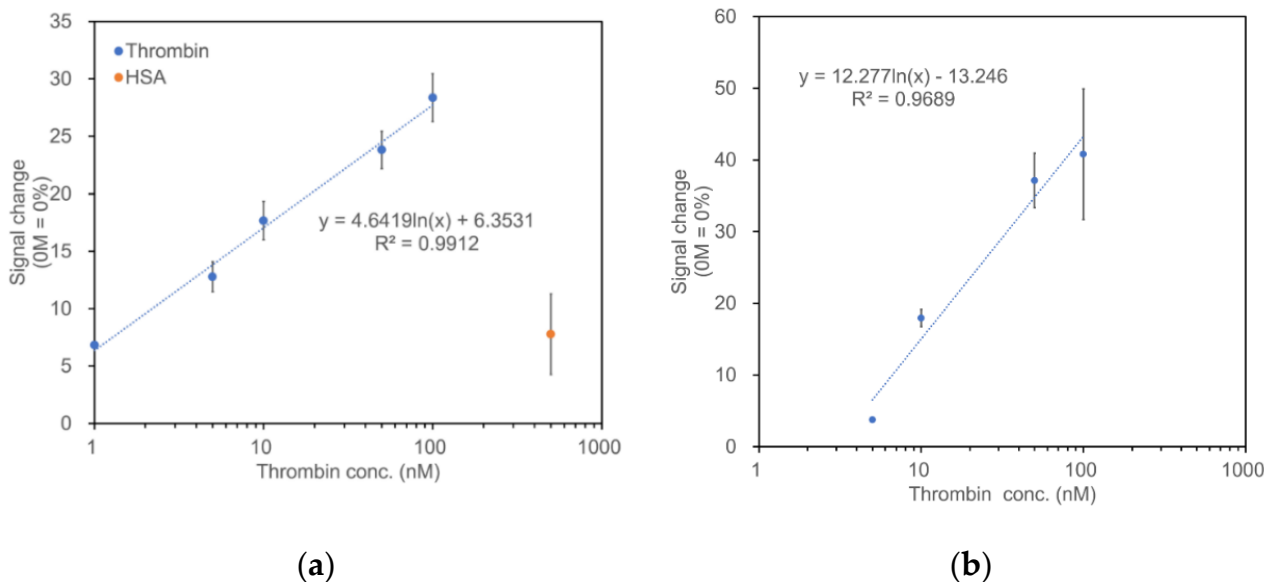 35
30
25
20
15
10
5
0
Signal change
(0M = 0%)
Thrombin
HSA
y = 4.6419ln(x) + 6.3531
R² = 0.9912
1
10
100
1000
Thrombin conc. (nM)
(a)
60
50
40
30
20
10
0
Signal change
(0M = 0%)
y = 12.277ln(x) - 13.246
R² = 0.9689
1
10
100
1000
Thrombin conc. (nM)
(b)